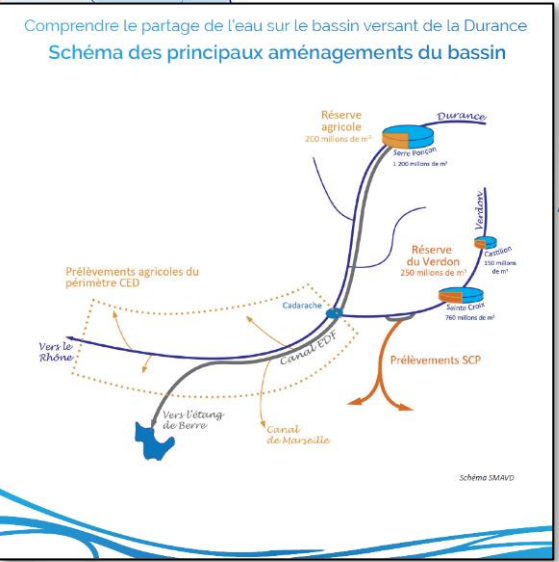 Comprendre le partage de l'eau sur le bassin versant de la Durance
Schéma des principaux aménagements du bassin
Réserve
agricole
200 millions de m³
Durance
Serre Ponçon
1 200 millions de m³
Verdon
Réserve
du Verdon
250 millions de m³
Castillon
150 millions
de m³
Sainte Croix
760 millions de m³
Prélèvements agricoles du
périmètre CED
Cadarache
Canal EDF
Vers le
Rhône
Prélèvements SCP
Vers l'étang
de Berre
Canal
de Marseille
Schéma SMAVD